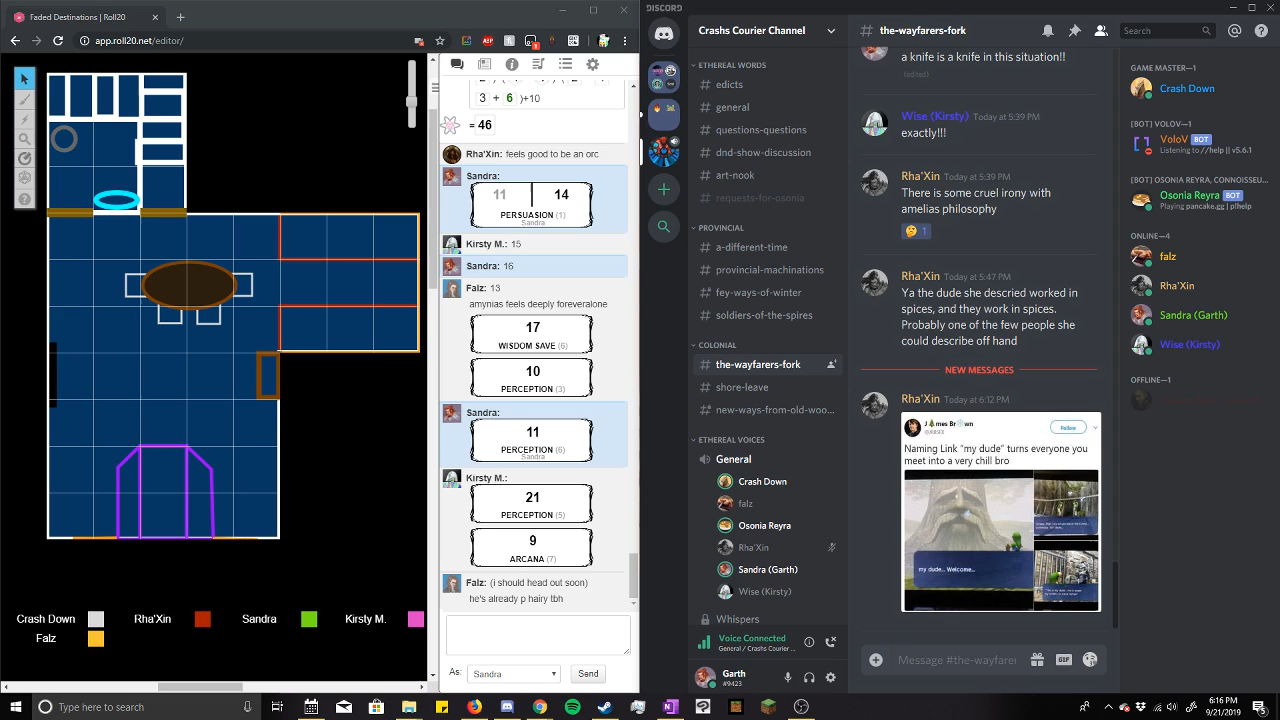 Faded Destinations | Roll20
app.roll20.net/editor/
3 + 6 )+10
= 46
Rha'Xin: feels good to be an orc
Sandra:
11 | 14
PERSUASION (1)
Sandra
Kirsty M.: 15
Sandra: 16
Falz: 13
amynias feels deeply foreveralone
17
WISDOM SAVE (6)
10
PERCEPTION (3)
Sandra:
11
PERCEPTION (6)
Sandra
Kirsty M.:
21
PERCEPTION (5)
9
ARCANA (7)
Falz: (i should head out soon)
he's already p hairy tbh
As:
Sandra
Send
Crash Down
Rha'Xin
Sandra
Kirsty M.
Falz
DISCORD
Crashs Courier Channel
ETHEREAL WORDS
# edicts
# general
# questions-questions
# dnd-show-discussion
# art-nook
# requests-for-osonia
PROVINCIAL
# a-different-time
# provincial-machinations
# fey-ways-of-winter
# soldiers-of-the-spires
COLONIAL
# the-wayfarers-fork
# shore-leave
# new-ways-from-old-woo...
ETHEREAL VOICES
General
Crash Down
falz
Osonia Reyra
Rha'Xin
Sandra (Garth)
Wise (Kirsty)
Whispers
Voice Connected
General / Crashs Courier ...
Garth
#9423
# the-wayfarers-fork
Search
a knife is a knife in this situation!!
(edited)
Wise (Kirsty) Today at 5:39 PM
exactly!!!
Rha'Xin Today at 5:39 PM
There is some cruel irony with
amelias philosophy
1
Rha'Xin Today at 5:47 PM
Ya the dude she descried worked in
spices, and they work in spices.
Probably one of the few people she
could describe off hand
NEW MESSAGES
Rha'Xin Today at 6:12 PM
J🎄mes Br⛄wn
Follow
Naming Link "my dude" turns everyone you
meet into a very chill bro
my dude... Welcome...
Message #the-wayfarer
GIF
GAME MASTER—1
Crash Down
[BOT] VOLOV—1
VoloV BOT
Listening to //help || v5.6.1
[BOT] OSONIA REYRA, CONNOISSEU...
Osonia Reyra BOT
Playing pancake.gg | p!help
ONLINE—4
falz
Rha'Xin
Sandra (Garth)
Wise (Kirsty)
OFFLINE—1
Type here to search
6:16 PM
9/21/2019